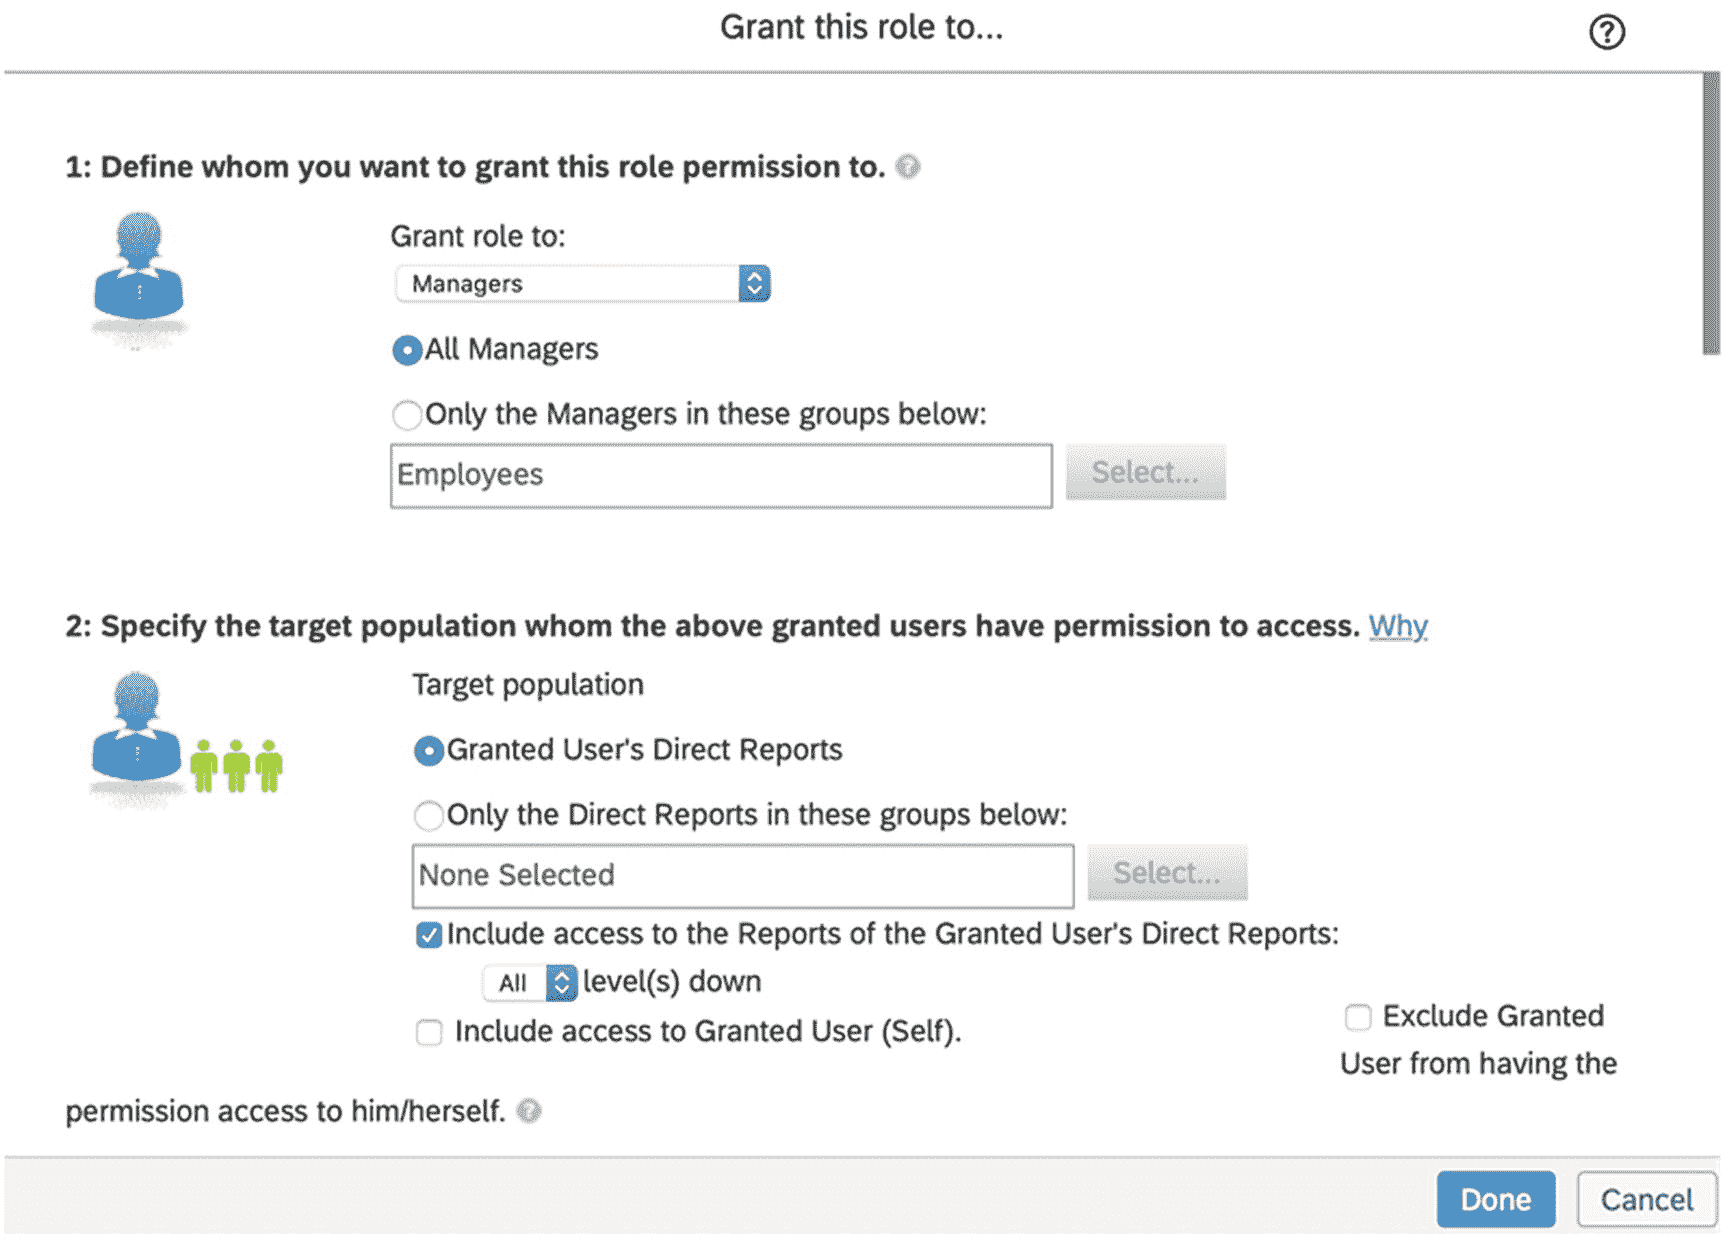 Grant this role to...
1: Define whom you want to grant this role permission to.
Grant role to:
Managers
All Managers
Only the Managers in these groups below:
Employees
Select...
2: Specify the target population whom the above granted users have permission to access. Why
Target population
Granted User's Direct Reports
Only the Direct Reports in these groups below:
None Selected
Select...
Include access to the Reports of the Granted User's Direct Reports:
All level(s) down
Include access to Granted User (Self).
Exclude Granted
User from having the
permission access to him/herself.
Done Cancel